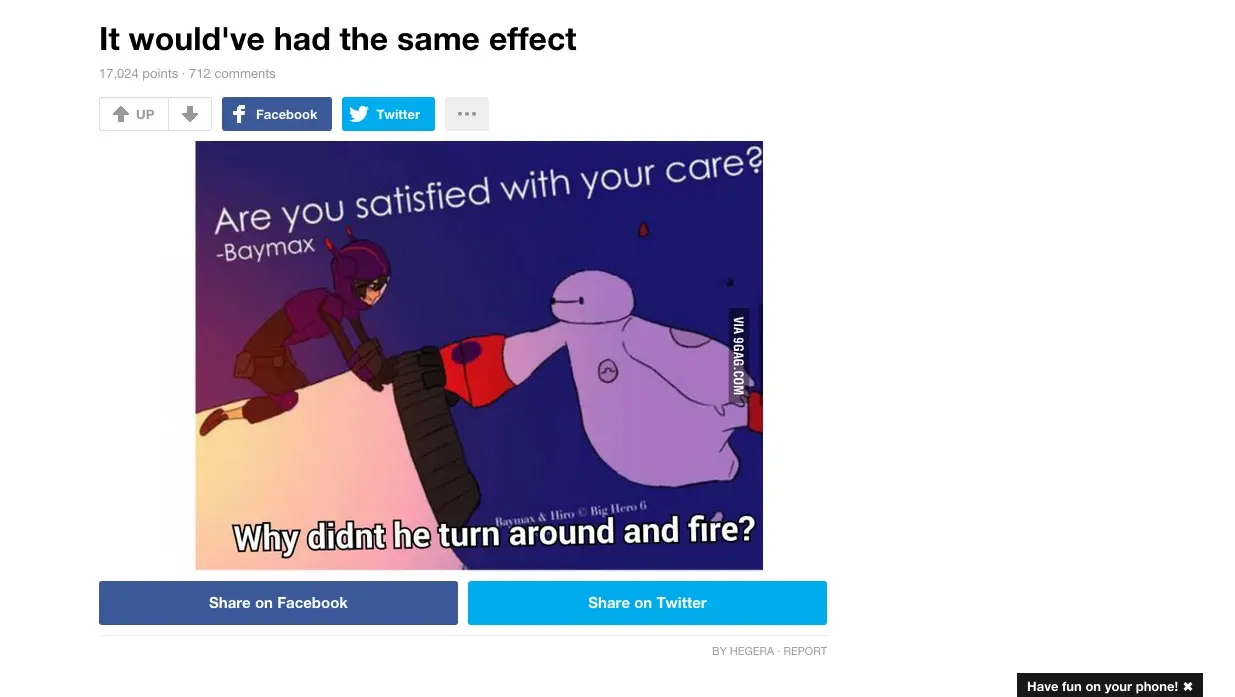 It would've had the same effect
17,024 points · 712 comments
UP
Facebook
Twitter
Are you satisfied with your care?
-Baymax
VIA 9GAG.COM
Baymax & Hiro © Big Hero 6
Why didnt he turn around and fire?
Share on Facebook
Share on Twitter
BY HEGERA · REPORT
Have fun on your phone! ✖